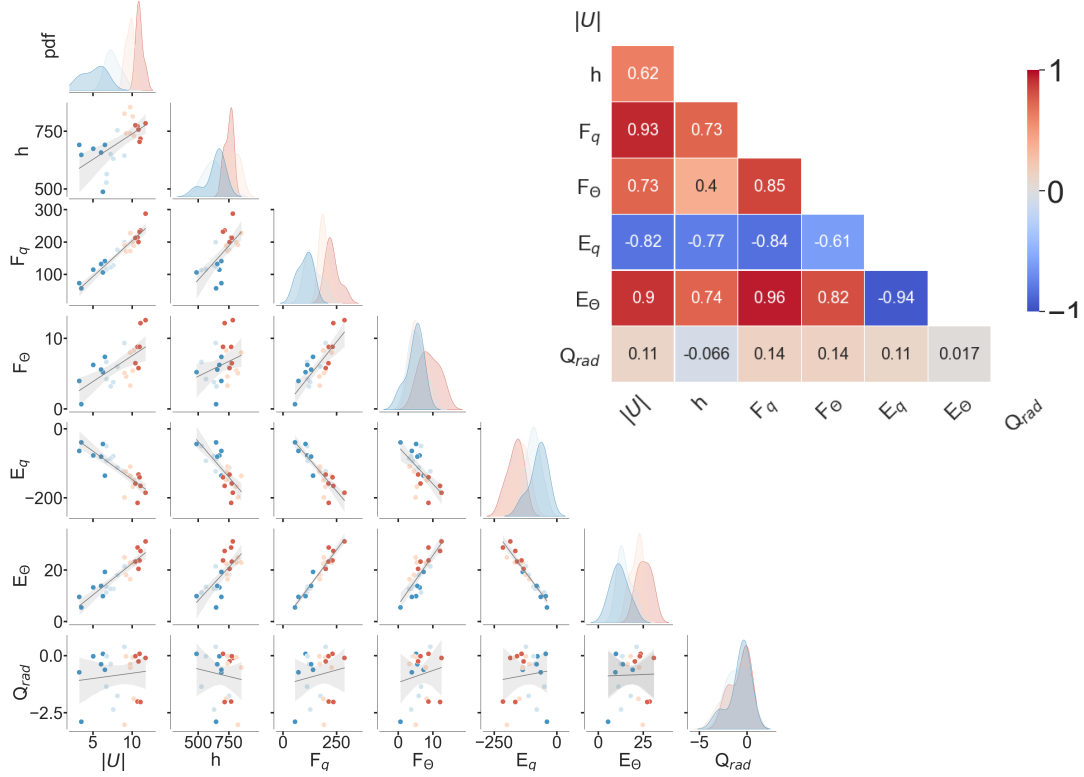 pdf
h
750
500
F_q
300
200
100
F_Θ
10
0
E_q
0
−200
E_Θ
20
0
Q_rad
0.0
−2.5
5 10
500 750
0 250
0 10
−250 0
0 25
−5 0
|U| h F_q F_Θ E_q E_Θ Q_rad
|U|
h 0.62
F_q 0.93 0.73
F_Θ 0.73 0.4 0.85
E_q -0.82 -0.77 -0.84 -0.61
E_Θ 0.9 0.74 0.96 0.82 -0.94
Q_rad 0.11 -0.066 0.14 0.14 0.11 0.017
|U| h F_q F_Θ E_q E_Θ Q_rad
1
0
−1